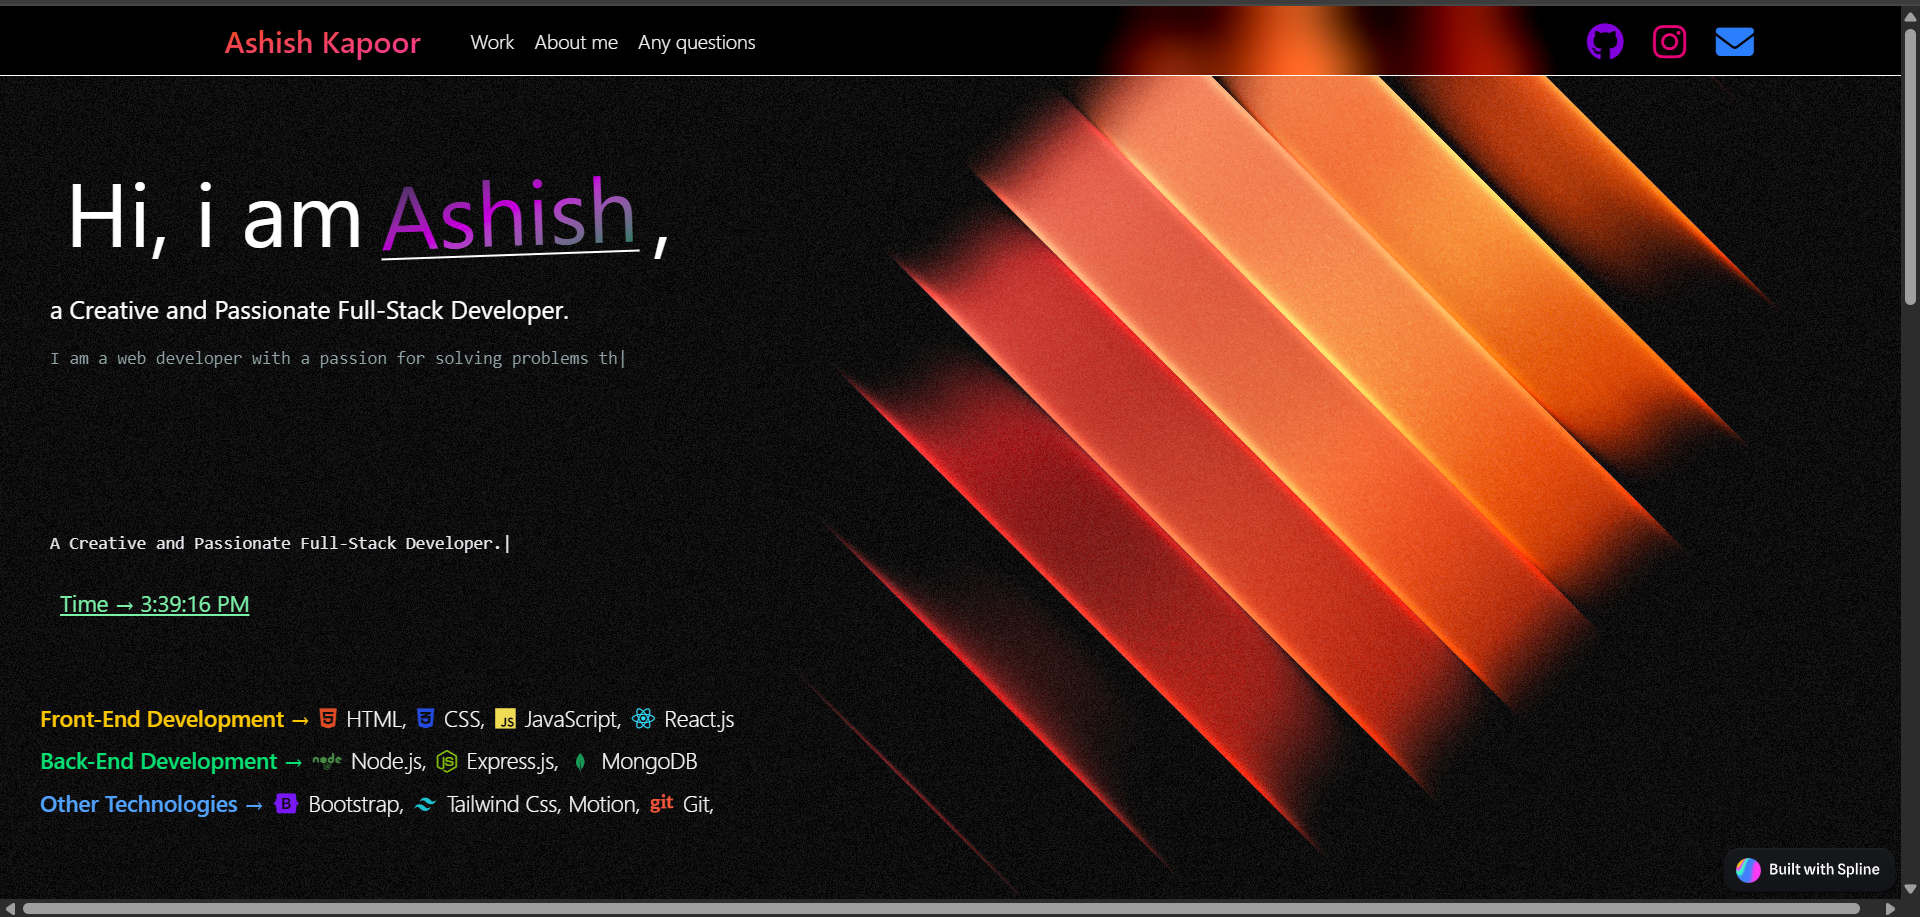 Ashish Kapoor Work About me Any questions
Hi, i am Ashish ,
a Creative and Passionate Full-Stack Developer.
I am a web developer with a passion for solving problems th|
A Creative and Passionate Full-Stack Developer.|
Time → 3:39:16 PM
Front-End Development → HTML, CSS, JS JavaScript, React.js
Back-End Development → node Node.js, JS Express.js, MongoDB
Other Technologies → B Bootstrap, Tailwind Css, Motion, git Git,
Built with Spline